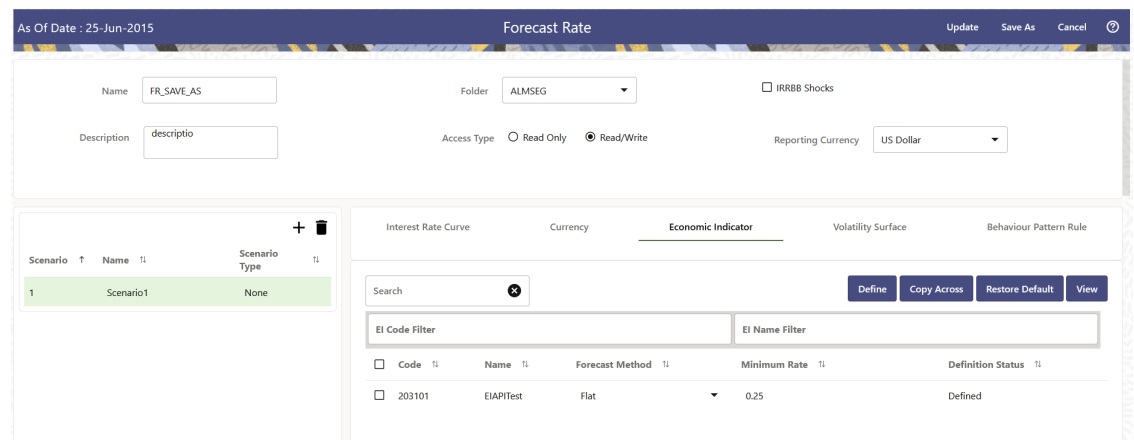 As Of Date : 25-Jun-2015 Forecast Rate Update Save As Cancel ?
Name FR_SAVE_AS Folder ALMSEG IRRBB Shocks
Description descriptio Access Type Read Only Read/Write Reporting Currency US Dollar
Interest Rate Curve Currency Economic Indicator Volatility Surface Behaviour Pattern Rule
Scenario Name Scenario Type
1 Scenario1 None
Search Define Copy Across Restore Default View
EI Code Filter EI Name Filter
Code Name Forecast Method Minimum Rate Definition Status
203101 EIAPITest Flat 0.25 Defined